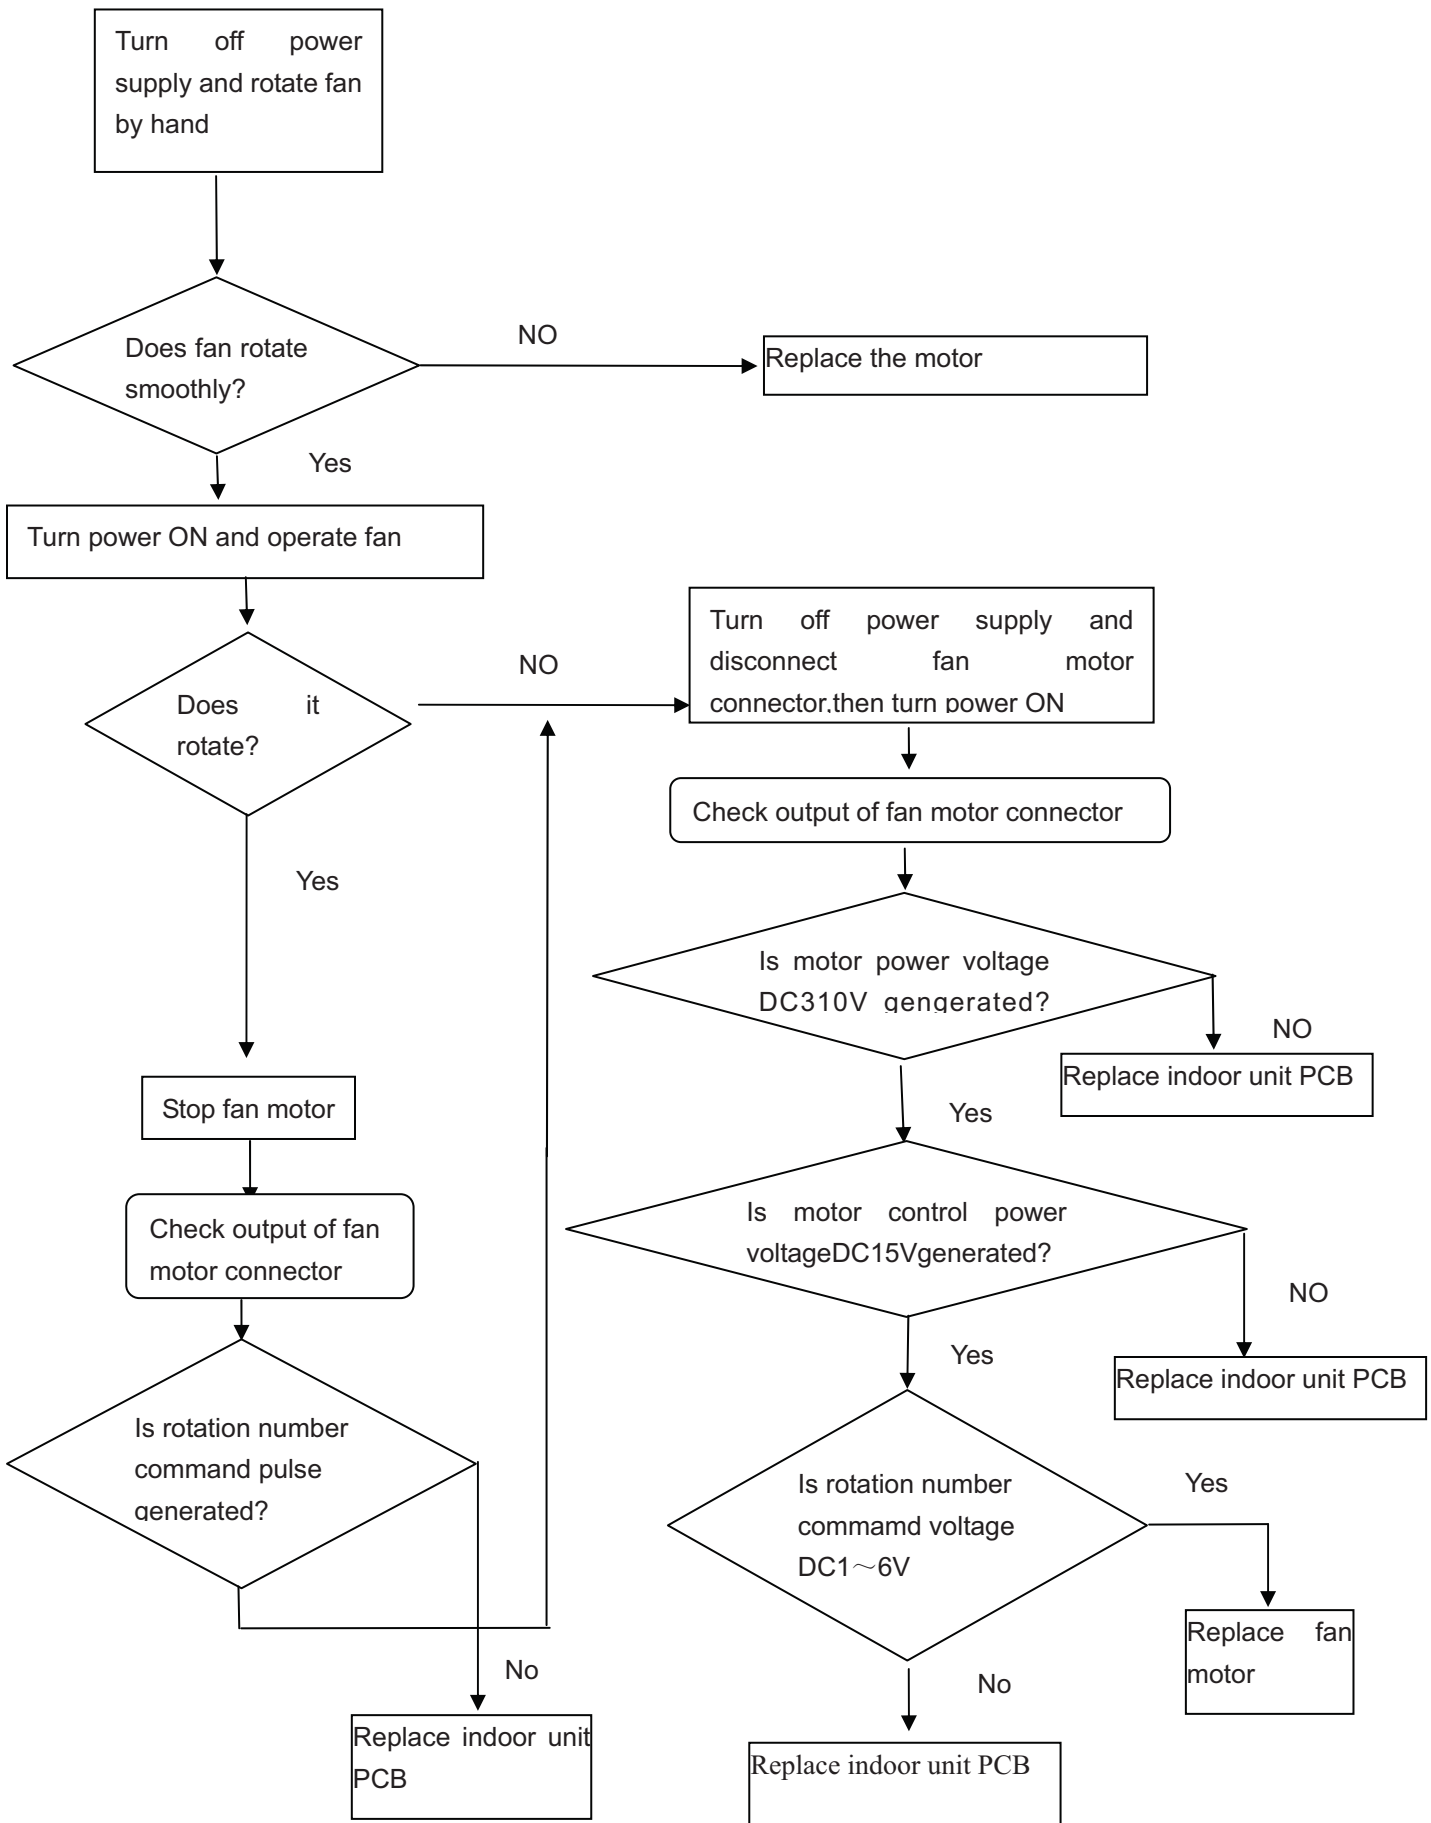 Turn off power
supply and rotate fan
by hand
Does fan rotate
smoothly?
NO
Replace the motor
Yes
Turn power ON and operate fan
Does it
rotate?
NO
Turn off power supply and
disconnect fan motor
connector,then turn power ON
Check output of fan motor connector
Yes
Is motor power voltage
DC310V gengerated?
NO
Replace indoor unit PCB
Yes
Stop fan motor
Check output of fan
motor connector
Is motor control power
voltageDC15Vgenerated?
NO
Replace indoor unit PCB
Yes
Is rotation number
command pulse
generated?
Is rotation number
commamd voltage
DC1～6V
Yes
Replace fan
motor
No
Replace indoor unit
PCB
No
Replace indoor unit PCB